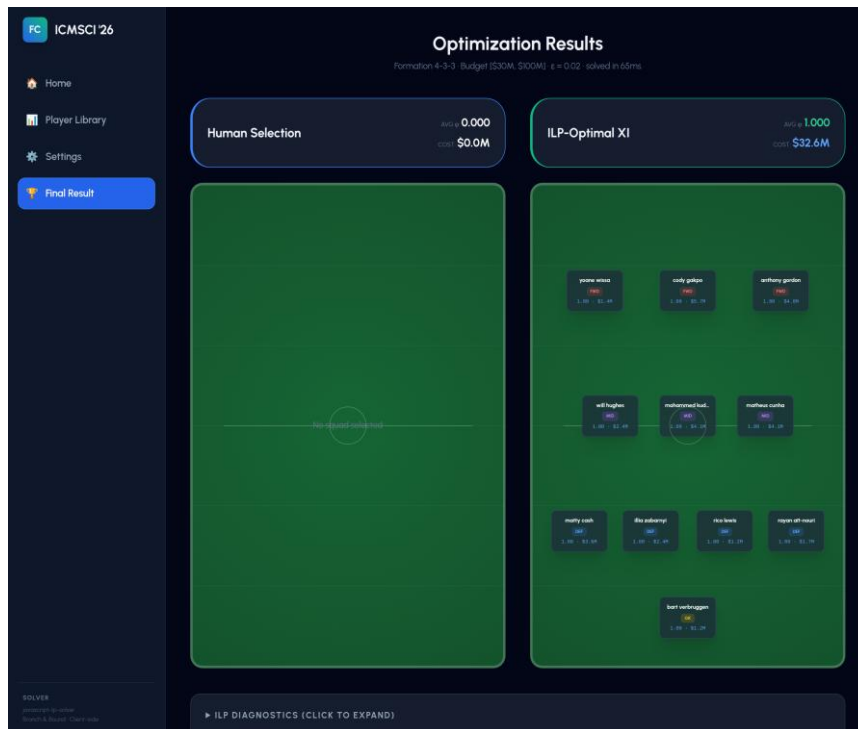 FC ICMSCI '26
Home
Player Library
Settings
Final Result
SOLVER
Optimization Results
Formation 4-3-3 · Budget [$30M, $100M] · ε = 0.02 · solved in 65ms
Human Selection
AVG φ 0.000
COST $0.0M
No squad selected
ILP-Optimal XI
AVG φ 1.000
COST $32.6M
yoane wissa
FWD
cody gakpo
FWD
anthony gordon
FWD
will hughes
MID
mohammed kud...
MID
matheus cunha
MID
matty cash
DEF
illia zabarnyi
DEF
rico lewis
DEF
rayan ait-nouri
DEF
bart verbruggen
GK
▶ ILP DIAGNOSTICS (CLICK TO EXPAND)